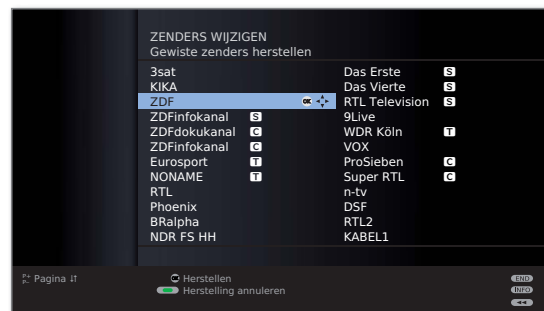 ZENDERS WIJZIGEN
Gewiste zenders herstellen
3sat
KIKA
ZDF OK
ZDFinfokanal S
ZDFdokukanal C
ZDFinfokanal C
Eurosport T
NONAME T
RTL
Phoenix
BRalpha
NDR FS HH
Das Erste S
Das Vierte S
RTL Television S
9Live
WDR Köln T
VOX
ProSieben C
Super RTL C
n-tv
DSF
RTL2
KABEL1
P+ P- Pagina
OK Herstellen
Herstelling annuleren
END
INFO